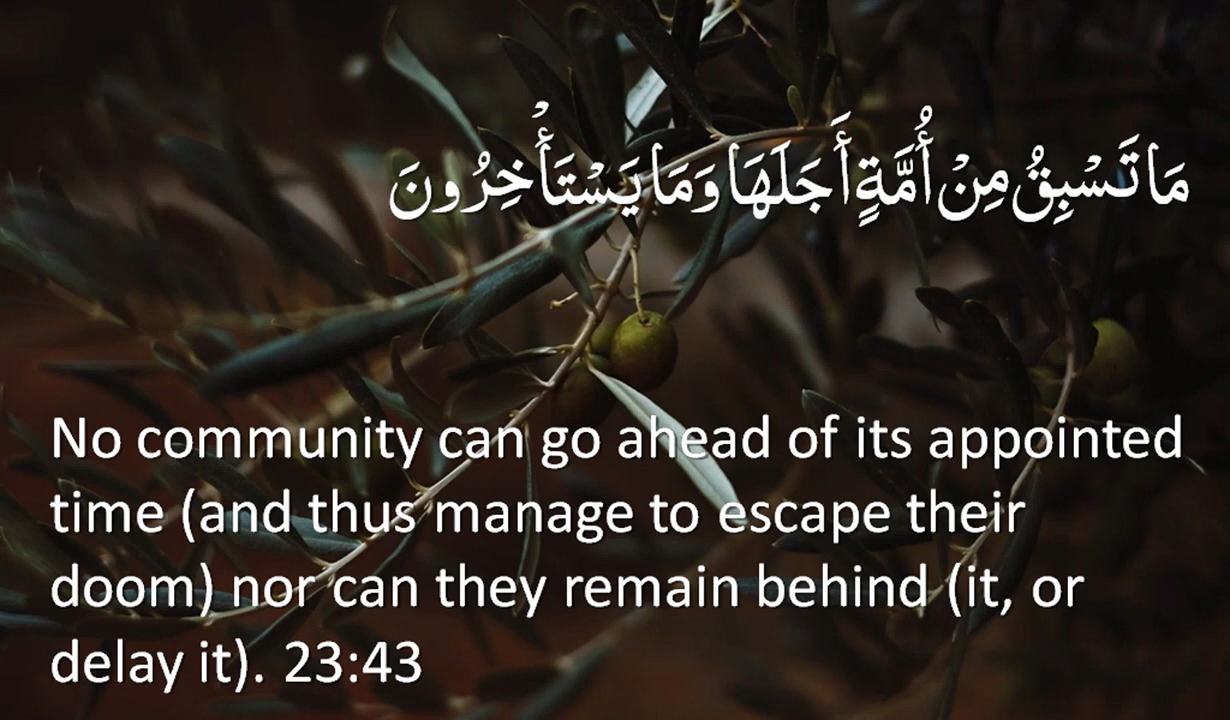 مَا تَسْبِقُ مِنْ أُمَّةٍ أَجَلَهَا وَمَا يَسْتَأْخِرُونَ
No community can go ahead of its appointed
time (and thus manage to escape their
doom) nor can they remain behind (it, or
delay it). 23:43